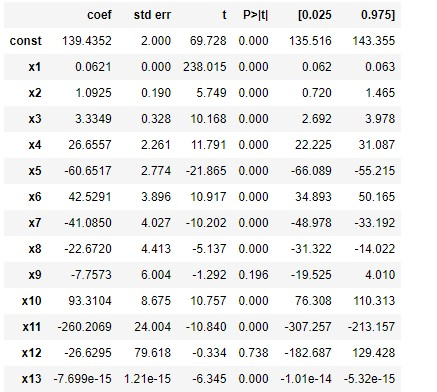 coef std err t P>|t| [0.025 0.975]
const 139.4352 2.000 69.728 0.000 135.516 143.355
x1 0.0621 0.000 238.015 0.000 0.062 0.063
x2 1.0925 0.190 5.749 0.000 0.720 1.465
x3 3.3349 0.328 10.168 0.000 2.692 3.978
x4 26.6557 2.261 11.791 0.000 22.225 31.087
x5 -60.6517 2.774 -21.865 0.000 -66.089 -55.215
x6 42.5291 3.896 10.917 0.000 34.893 50.165
x7 -41.0850 4.027 -10.202 0.000 -48.978 -33.192
x8 -22.6720 4.413 -5.137 0.000 -31.322 -14.022
x9 -7.7573 6.004 -1.292 0.196 -19.525 4.010
x10 93.3104 8.675 10.757 0.000 76.308 110.313
x11 -260.2069 24.004 -10.840 0.000 -307.257 -213.157
x12 -26.6295 79.618 -0.334 0.738 -182.687 129.428
x13 -7.699e-15 1.21e-15 -6.345 0.000 -1.01e-14 -5.32e-15